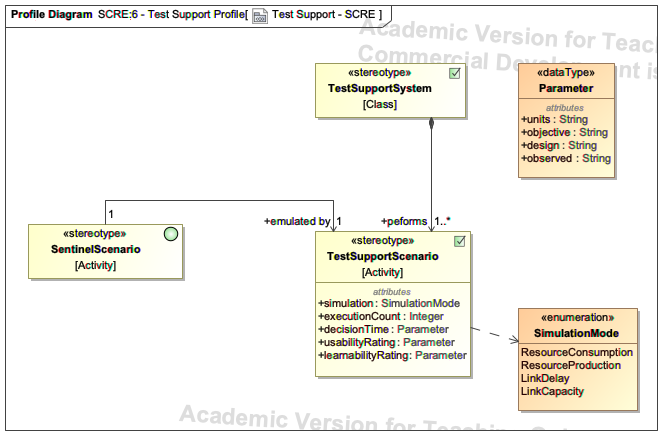 Profile Diagram SCRE:6 - Test Support Profile[ Test Support - SCRE ]
Academic Version for Teac
Commercial Development is
«stereotype»
TestSupportSystem
[Class]
«dataType»
Parameter
attributes
+units : String
+objective : String
+design : String
+observed : String
1
+emulated by 1
+peforms 1..*
«stereotype»
SentinelScenario
[Activity]
«stereotype»
TestSupportScenario
[Activity]
attributes
+simulation : SimulationMode
+executionCount : Integer
+decisionTime : Parameter
+usabilityRating : Parameter
+learnabilityRating : Parameter
«enumeration»
SimulationMode
ResourceConsumption
ResourceProduction
LinkDelay
LinkCapacity
Academic Version for Teaching